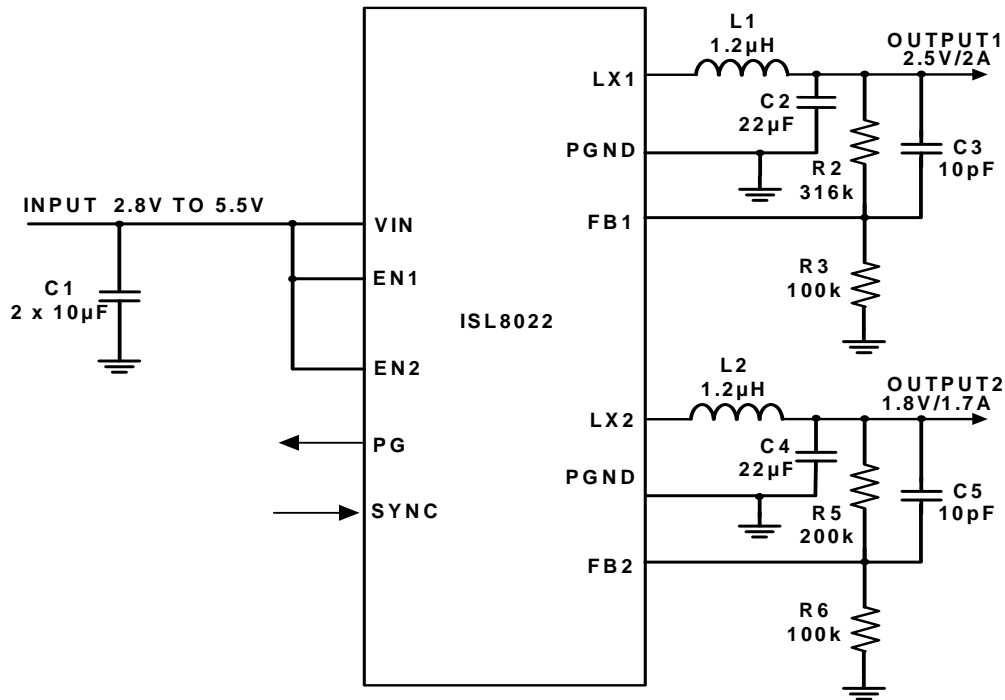 L1
1.2µH
OUTPUT1
2.5V/2A
LX1
C2
22µF
PGND
C3
10pF
R2
316k
INPUT 2.8V TO 5.5V
VIN
FB1
EN1
R3
100k
C1
2 x 10µF
ISL8022
EN2
L2
1.2µH
OUTPUT2
1.8V/1.7A
LX2
PG
C4
22µF
PGND
C5
10pF
SYNC
R5
200k
FB2
R6
100k